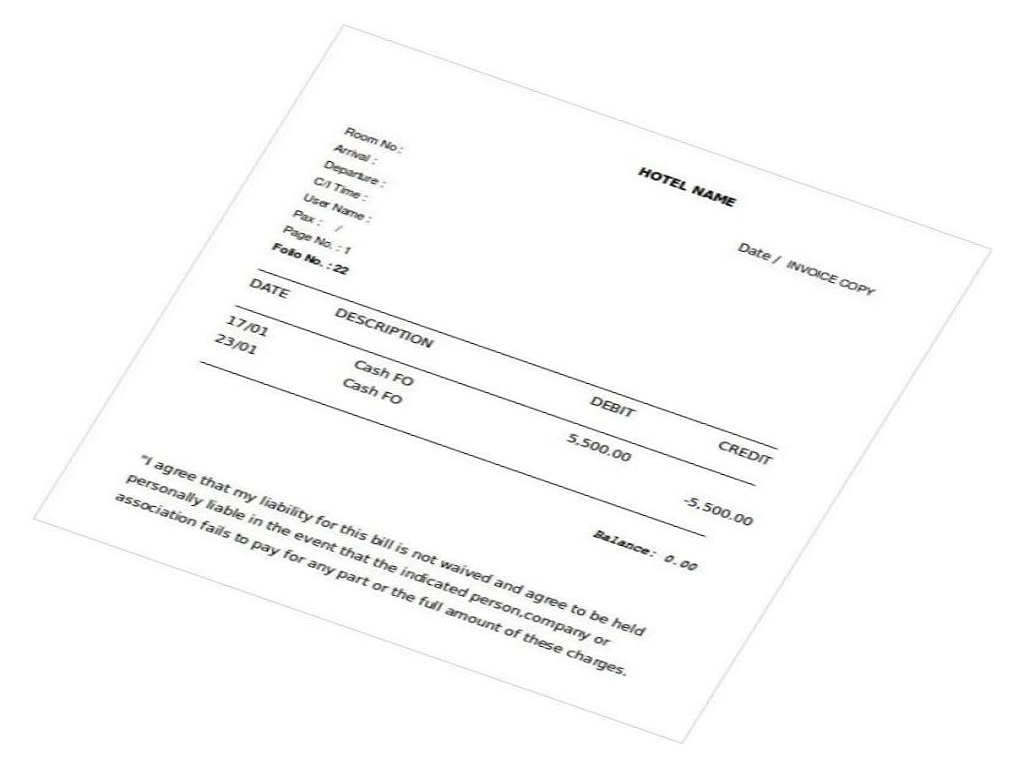 HOTEL NAME
Date / INVOICE COPY
Room No :
Arrival :
Departure :
C/I Time :
User Name :
Pax : /
Page No. : 1
Folio No. : 22
DATE DESCRIPTION DEBIT CREDIT
17/01 Cash FO 5,500.00
23/01 Cash FO -5,500.00
Balance: 0.00
"I agree that my liability for this bill is not waived and agree to be held
personally liable in the event that the indicated person,company or
association fails to pay for any part or the full amount of these charges.